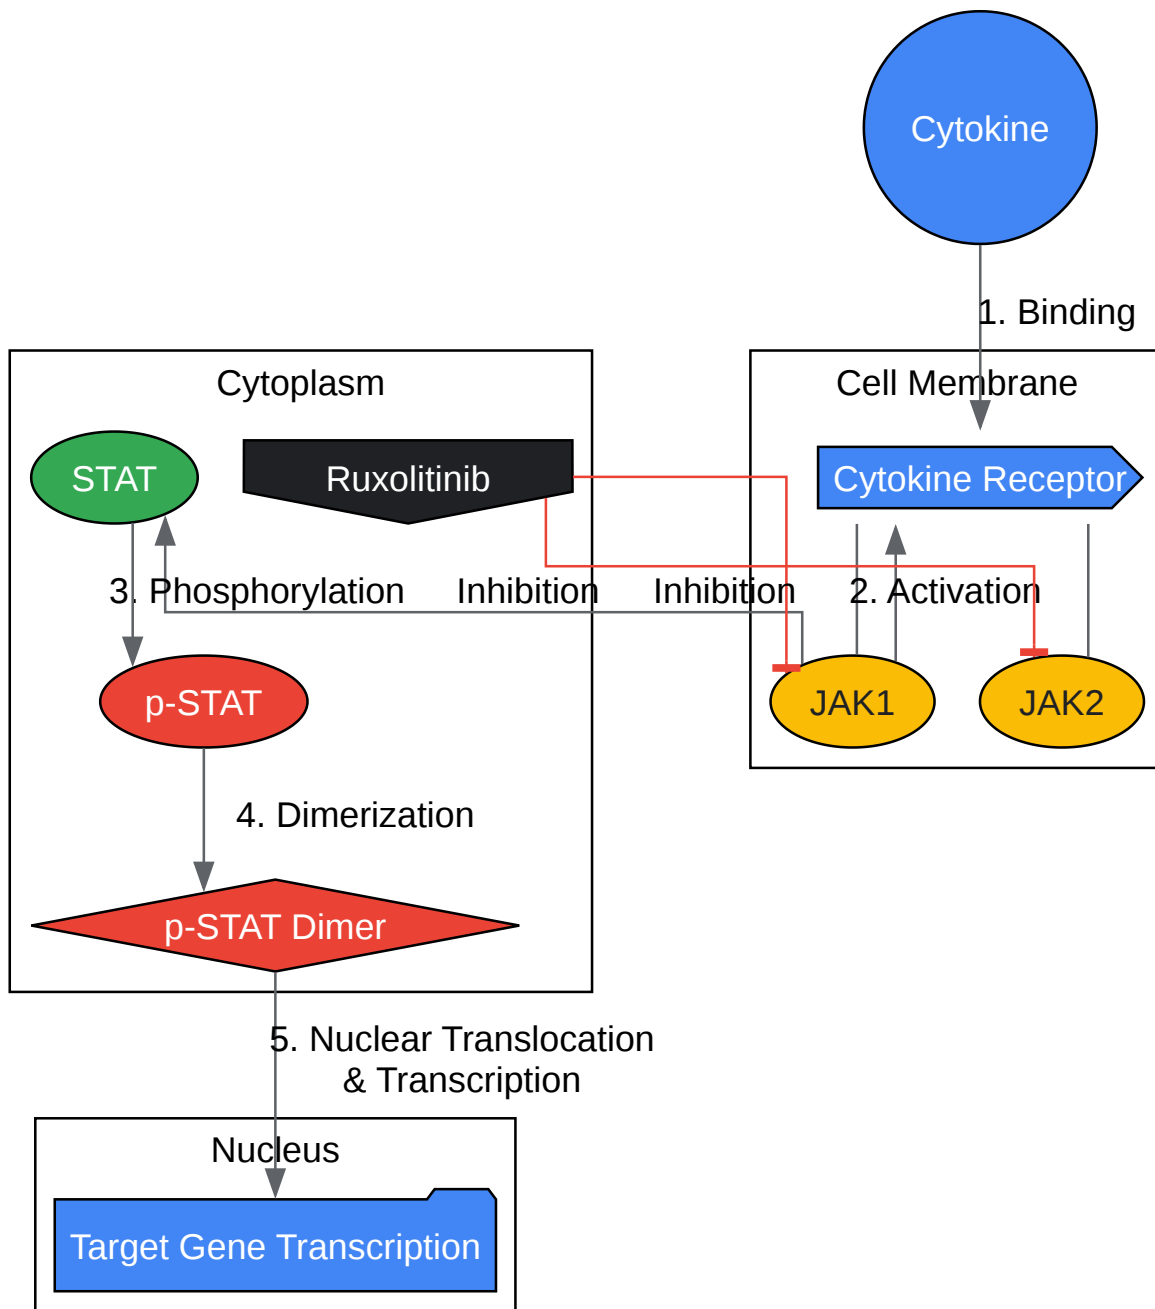 Cytokine
1. Binding
Cytoplasm
Cell Membrane
STAT
Ruxolitinib
Cytokine Receptor
3. Phosphorylation
Inhibition
Inhibition
2. Activation
p-STAT
JAK1
JAK2
4. Dimerization
p-STAT Dimer
5. Nuclear Translocation
& Transcription
Nucleus
Target Gene Transcription